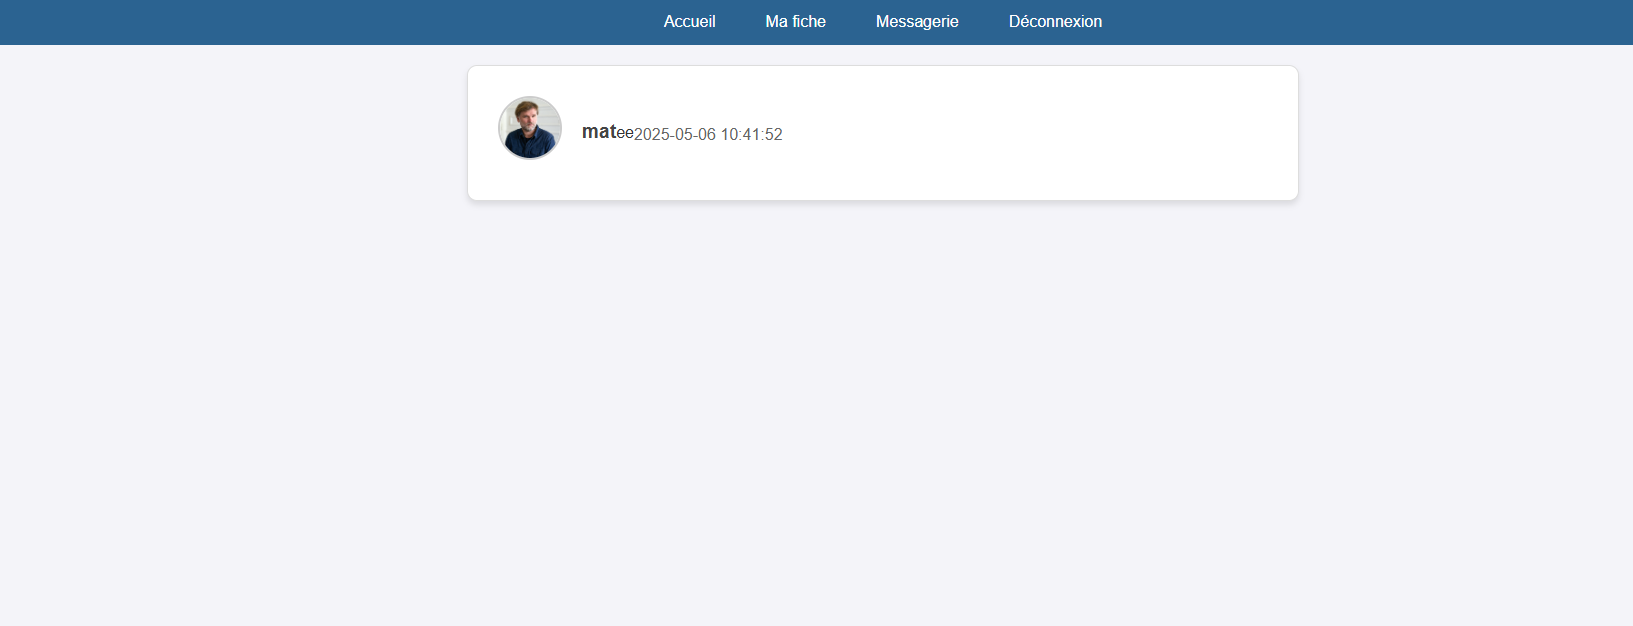 Accueil Ma fiche Messagerie Déconnexion
matee2025-05-06 10:41:52